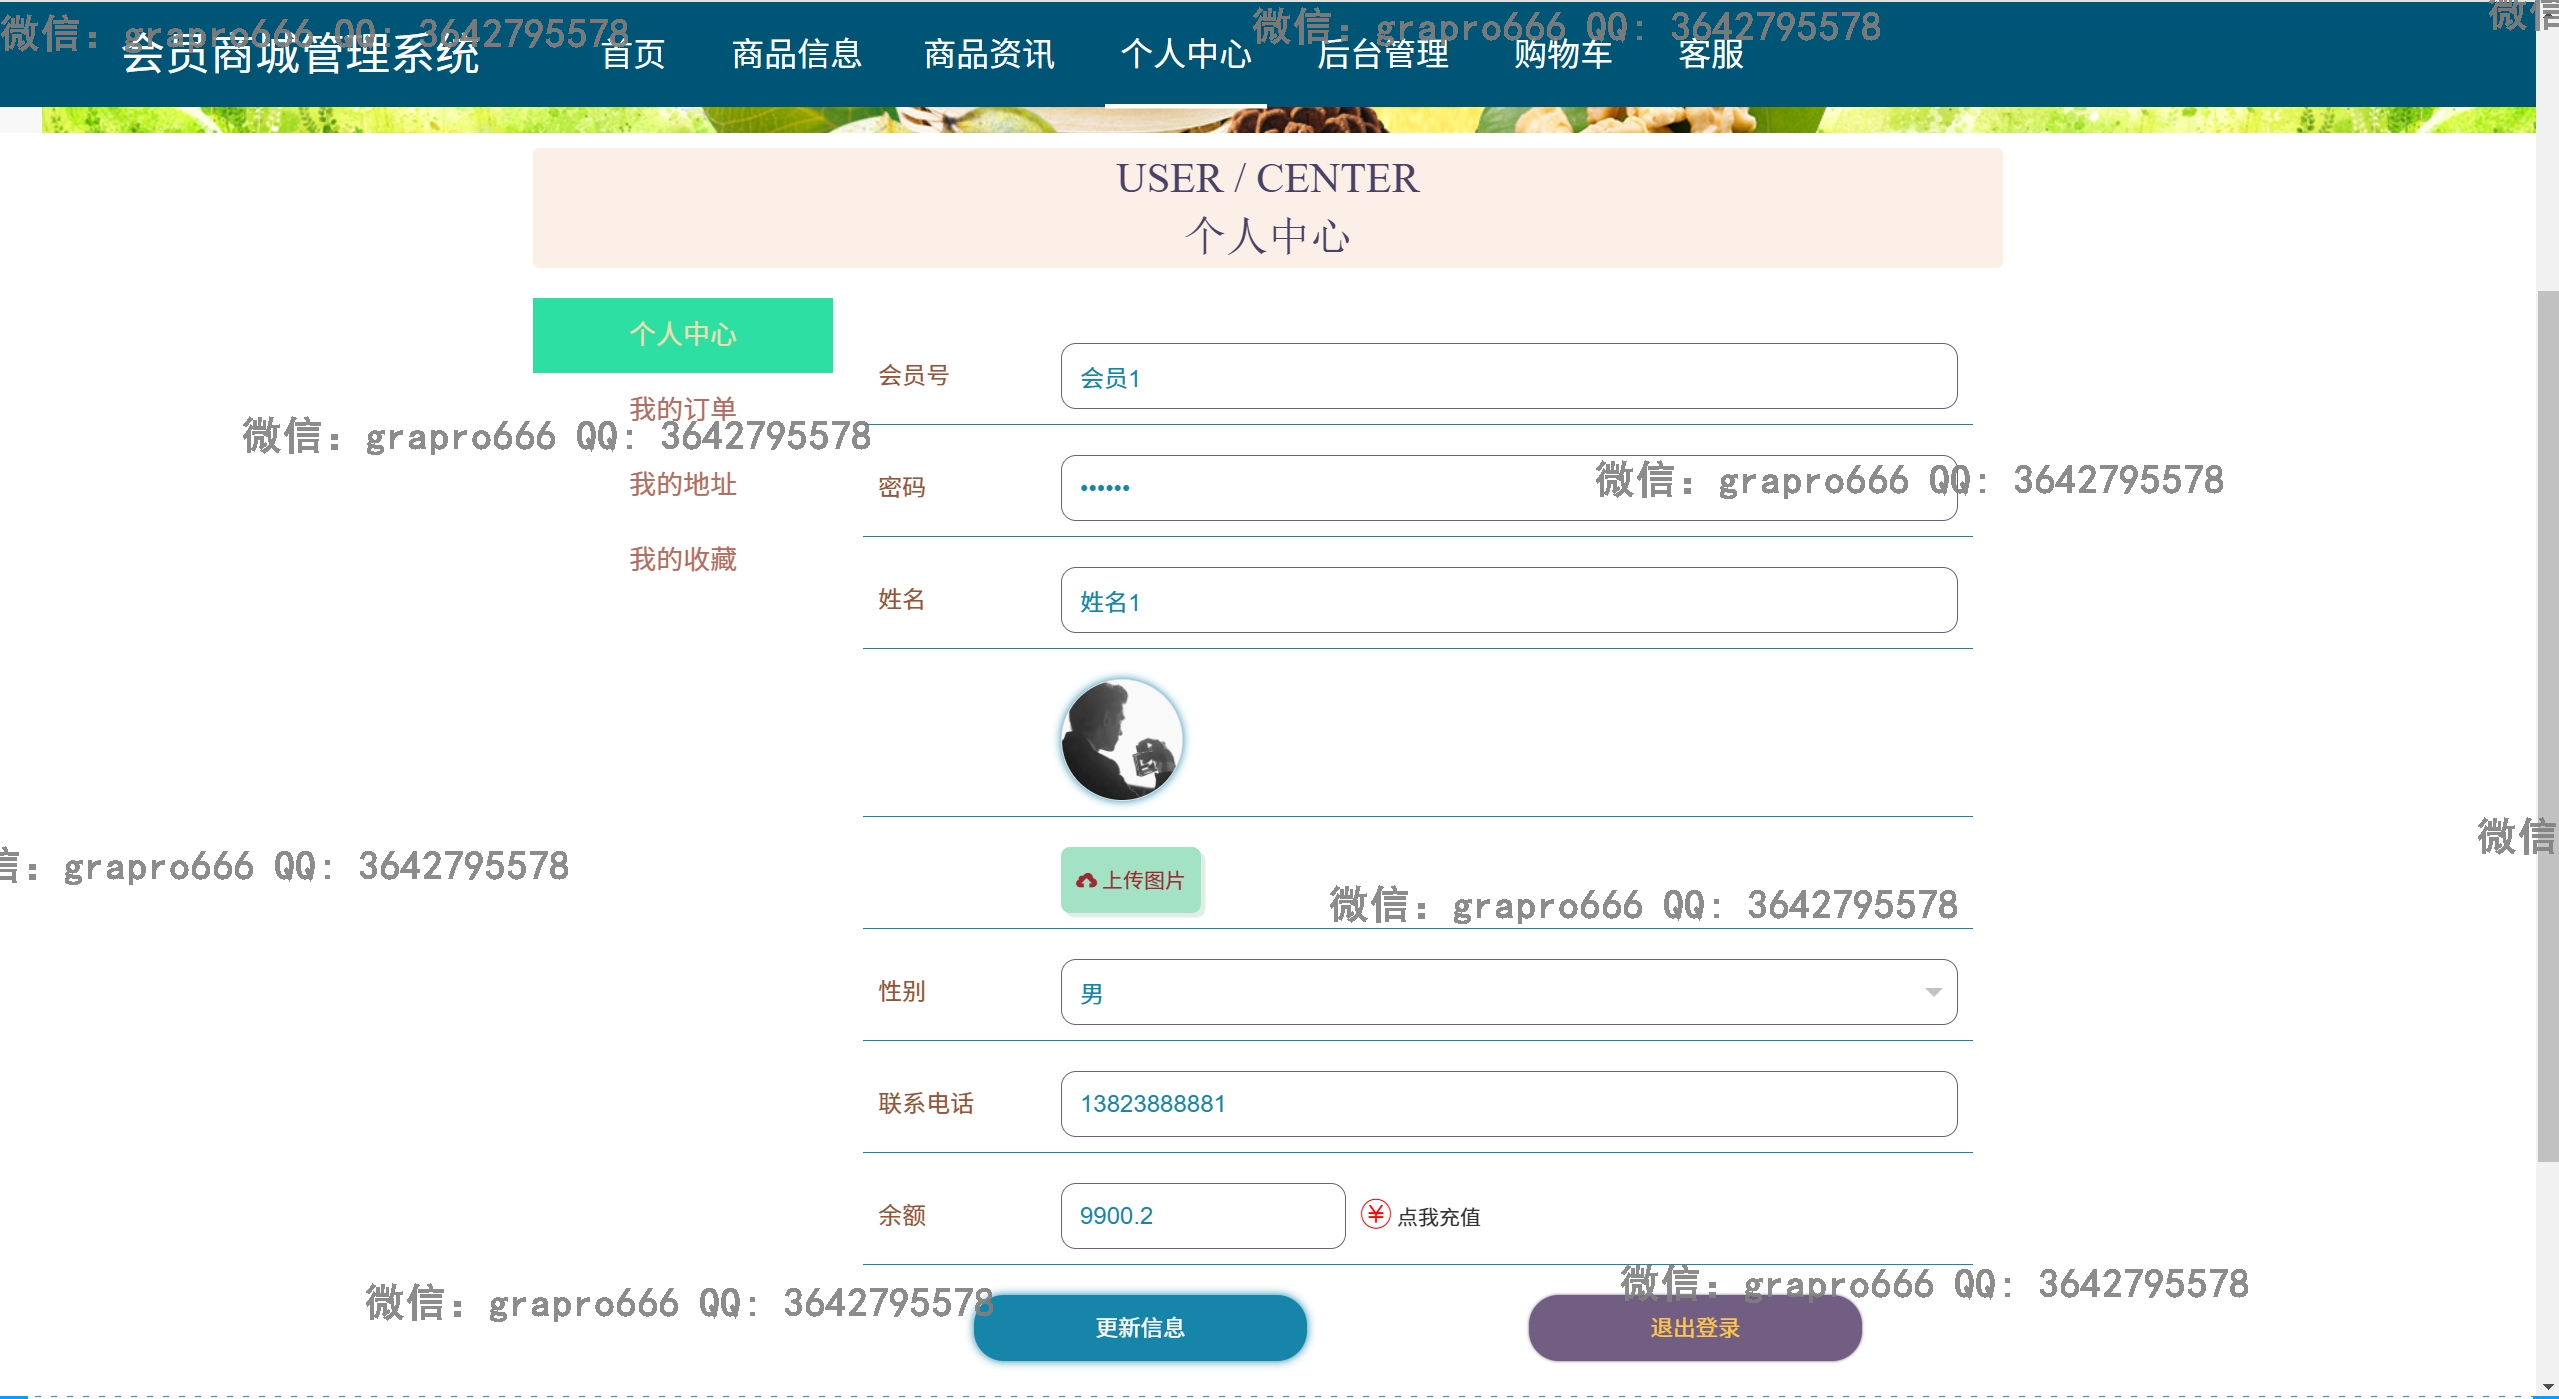 微信: grapro666 QQ: 3642795578
微信: grapro666 QQ: 3642795578
微信
会员商城管理系统
首页 商品信息 商品资讯 个人中心 后台管理 购物车 客服
USER / CENTER
个人中心
个人中心
我的订单
我的地址
我的收藏
微信: grapro666 QQ: 3642795578
会员号 会员1
密码 ••••••
微信: grapro666 QQ: 3642795578
姓名 姓名1
微信
信: grapro666 QQ: 3642795578
上传图片
微信: grapro666 QQ: 3642795578
性别 男
联系电话 13823888881
余额 9900.2 ¥ 点我充值
微信: grapro666 QQ: 3642795578
微信: grapro666 QQ: 3642795578
更新信息 退出登录